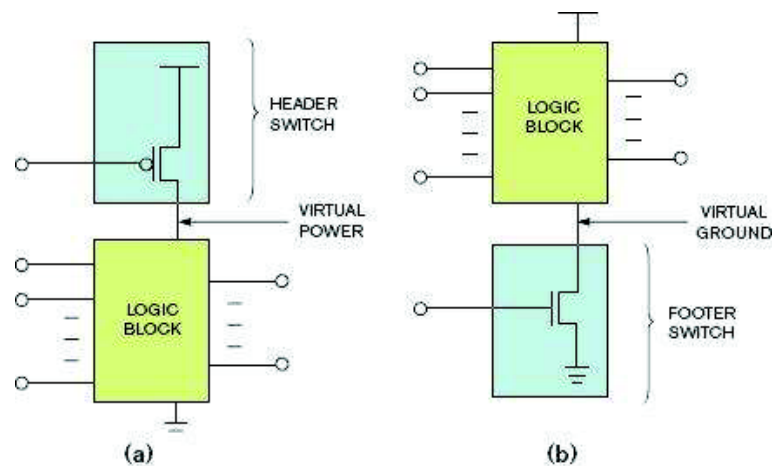 HEADER
SWITCH
VIRTUAL
POWER
LOGIC
BLOCK
(a)
LOGIC
BLOCK
VIRTUAL
GROUND
FOOTER
SWITCH
(b)